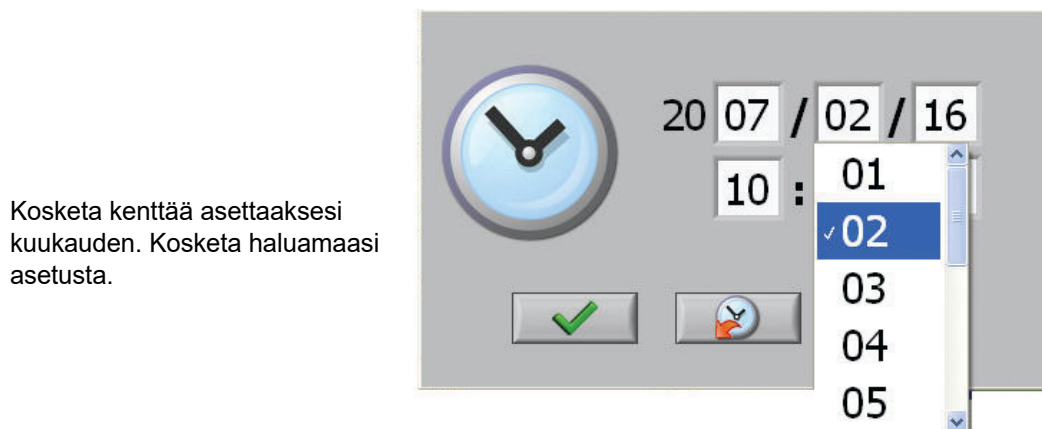 Kosketa kenttää asettaaksesi
kuukauden. Kosketa haluamaasi
asetusta.
20 07 / 02 / 16
10 :
01
✓02
03
04
05